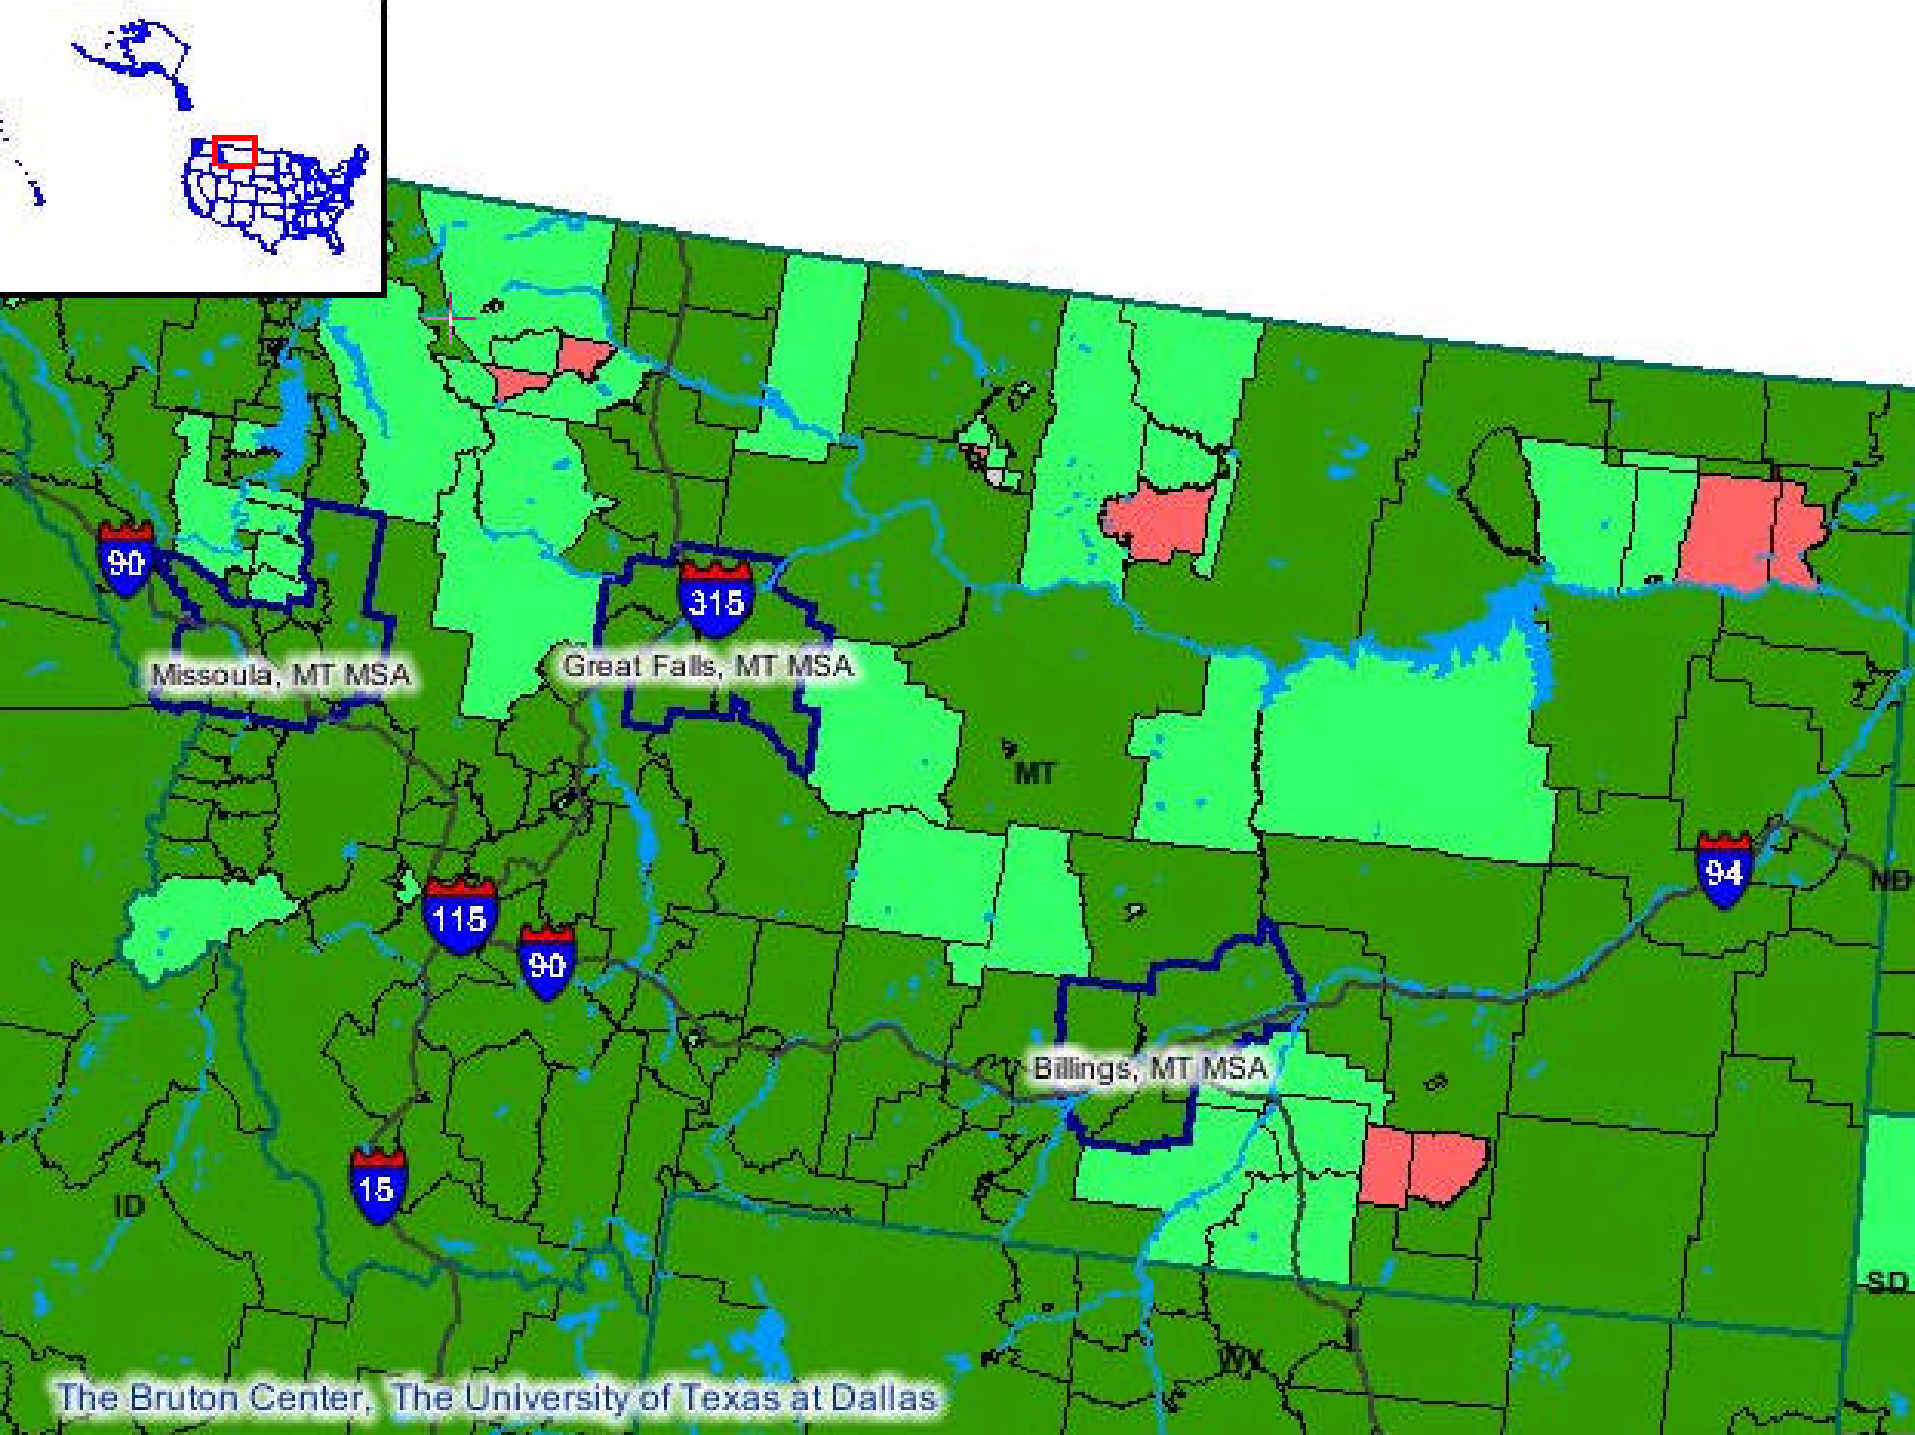 90
315
Missoula, MT MSA
Great Falls, MT MSA
MT
94
ND
115
90
Billings, MT MSA
15
ID
SD
WY
The Bruton Center, The University of Texas at Dallas